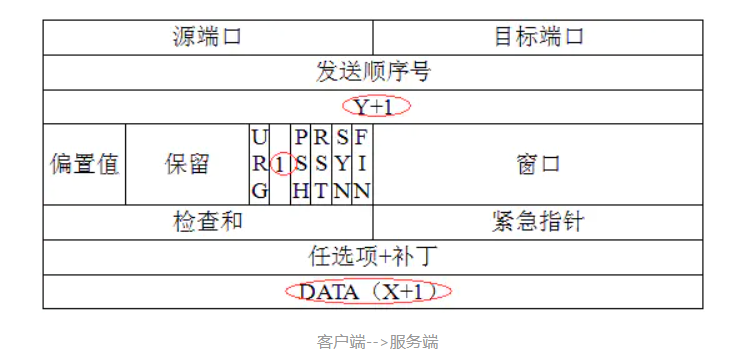 源端口 目标端口
发送顺序号
Y+1
偏置值 保留 URG 1 PSH RST SYN FIN 窗口
检查和 紧急指针
任选项+补丁
DATA（X+1）
客户端-->服务端